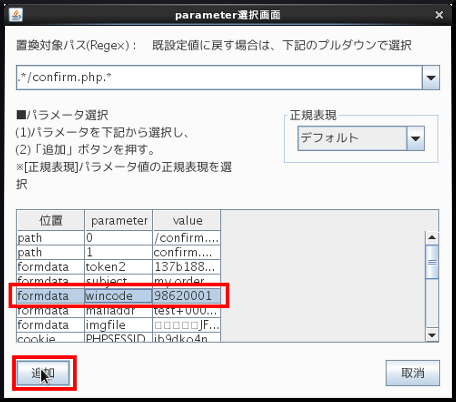 parameter選択画面
置換対象パス(Regex)： 既設定値に戻す場合は、下記のプルダウンで選択
.*/confirm.php.*
■パラメータ選択
(1)パラメータを下記から選択し、
(2)「追加」ボタンを押す。
※[正規表現]パラメータ値の正規表現を選
択
正規表現
デフォルト
位置 parameter value
path 0 /confirm....
path 1 confirm....
formdata token2 137b188...
formdata subject my order
formdata wincode 98620001
formdata mailaddr test+000...
formdata imgfile □□□□□JF...
cookie PHPSESSID ib9dko4n
追加
取消